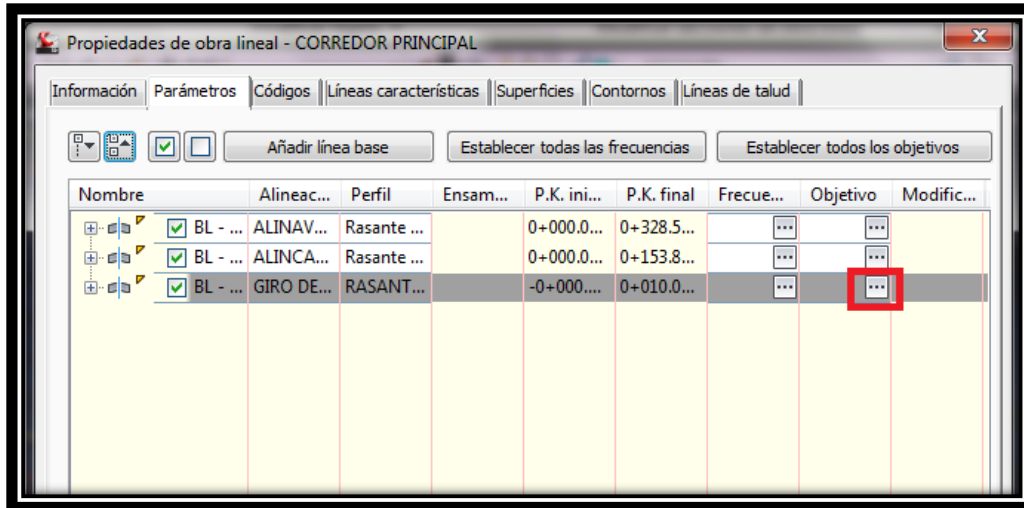 Propiedades de obra lineal - CORREDOR PRINCIPAL
Información Parámetros Códigos Líneas características Superficies Contornos Líneas de talud
Añadir línea base Establecer todas las frecuencias Establecer todos los objetivos
Nombre Alineac... Perfil Ensam... P.K. ini... P.K. final Frecue... Objetivo Modific...
BL - ... ALINAV... Rasante ... 0+000.0... 0+328.5... ... ...
BL - ... ALINCA... Rasante ... 0+000.0... 0+153.8... ... ...
BL - ... GIRO DE... RASANT... -0+000.... 0+010.0... ... ...